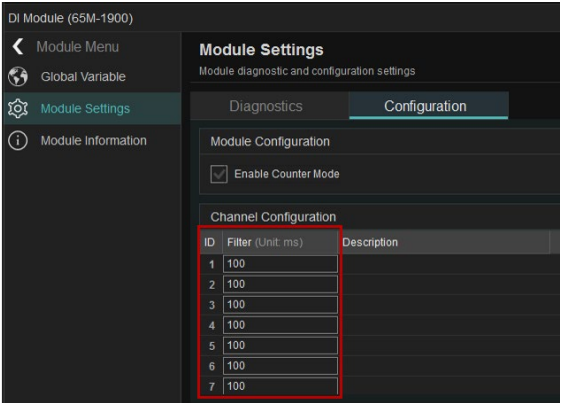 DI Module (65M-1900)
Module Menu
Global Variable
Module Settings
Module Information
Module Settings
Module diagnostic and configuration settings
Diagnostics
Configuration
Module Configuration
Enable Counter Mode
Channel Configuration
ID Filter (Unit: ms) Description
1 100
2 100
3 100
4 100
5 100
6 100
7 100